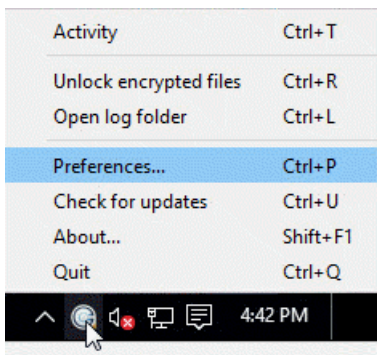 Activity Ctrl+T
Unlock encrypted files Ctrl+R
Open log folder Ctrl+L
Preferences... Ctrl+P
Check for updates Ctrl+U
About... Shift+F1
Quit Ctrl+Q
4:42 PM